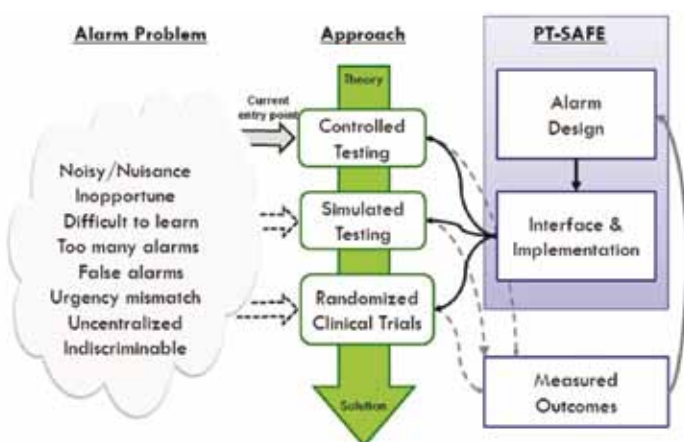 Alarm Problem
Approach
PT-SAFE
Theory
Current
entry point
Controlled
Testing
Alarm
Design
Noisy/Nuisance
Inopportune
Difficult to learn
Too many alarms
False alarms
Urgency mismatch
Uncentralized
Indiscriminable
Simulated
Testing
Interface &
Implementation
Randomized
Clinical Trials
Measured
Outcomes
Solution